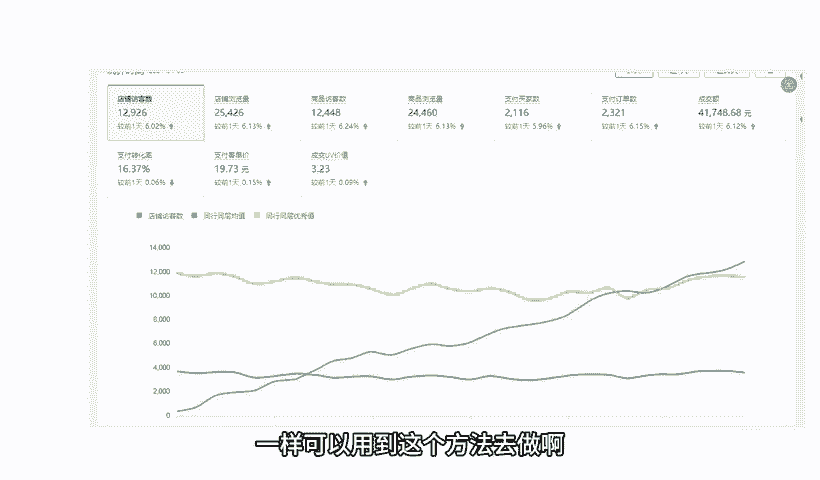 店铺访客数 店铺浏览量 商品访客数 商品浏览量 支付买家数 支付订单数 成交额
12,926 25,426 12,448 24,460 2,116 2,321 41,748.68 元
较前1天 6.02% 较前1天 6.13% 较前1天 6.24% 较前1天 6.13% 较前1天 5.96% 较前1天 6.15% 较前1天 6.12%
支付转化率 支付客单价 成交UV价值
16.37% 19.73 元 3.23
较前1天 0.06% 较前1天 0.15% 较前1天 0.09%
店铺访客数 同行同层均值 同行同层优秀值
14,000
12,000
10,000
8,000
6,000
4,000
2,000
0
一样可以用到这个方法去做啊